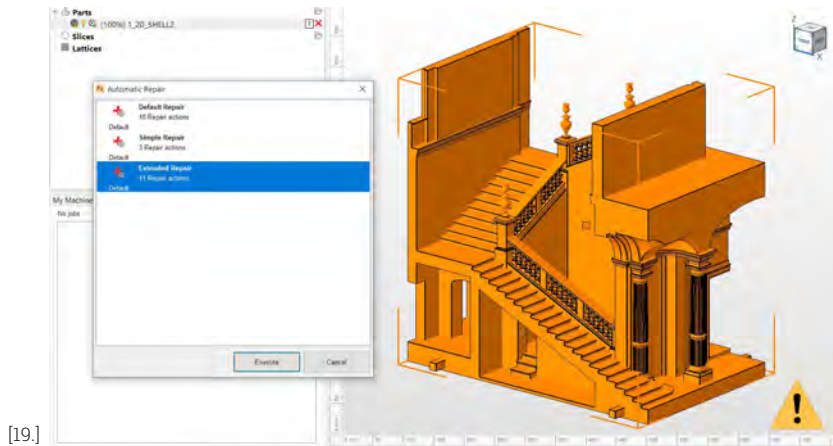 Parts
(100%) 1_20_SHELL2
Slices
Lattices
Automatic Repair
Default Repair
10 Repair actions
Default
Simple Repair
3 Repair actions
Default
Extended Repair
11 Repair actions
Default
My Machine
No jobs
Execute
Cancel
Z
X
[19.]